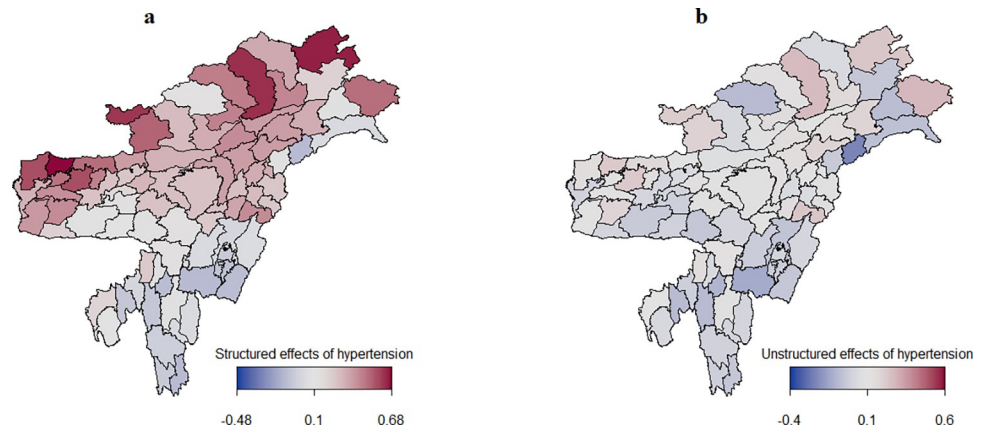 a
b
Structured effects of hypertension
-0.48 0.1 0.68
Unstructured effects of hypertension
-0.4 0.1 0.6